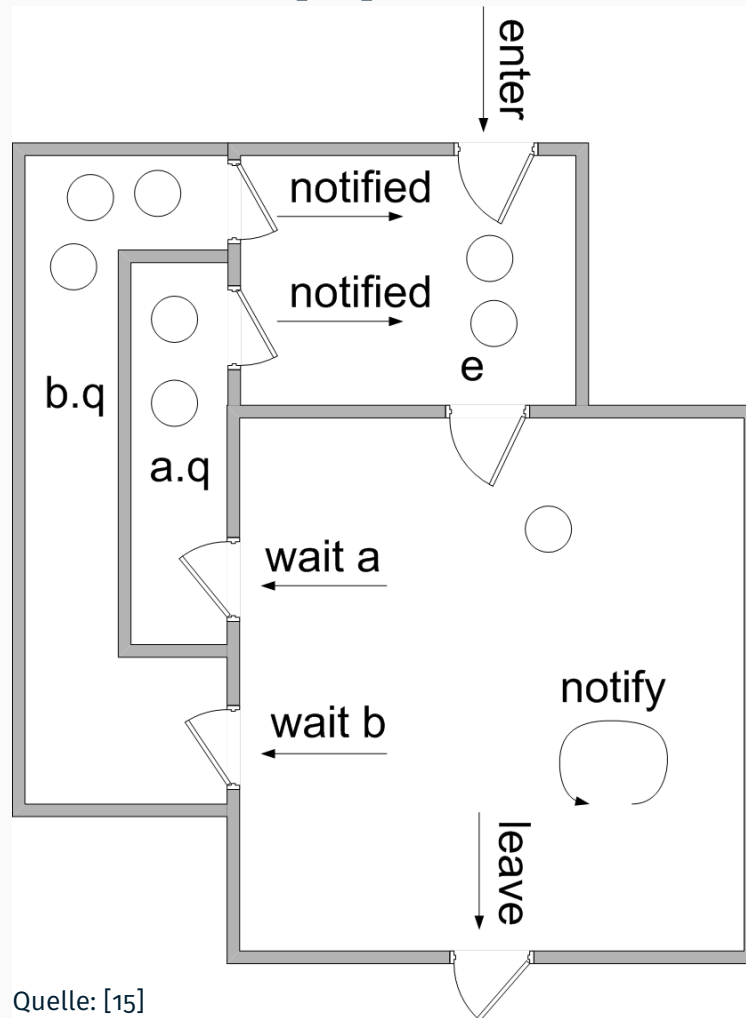 enter
notified
notified
e
b.q
a.q
wait a
notify
wait b
leave
Quelle: [15]